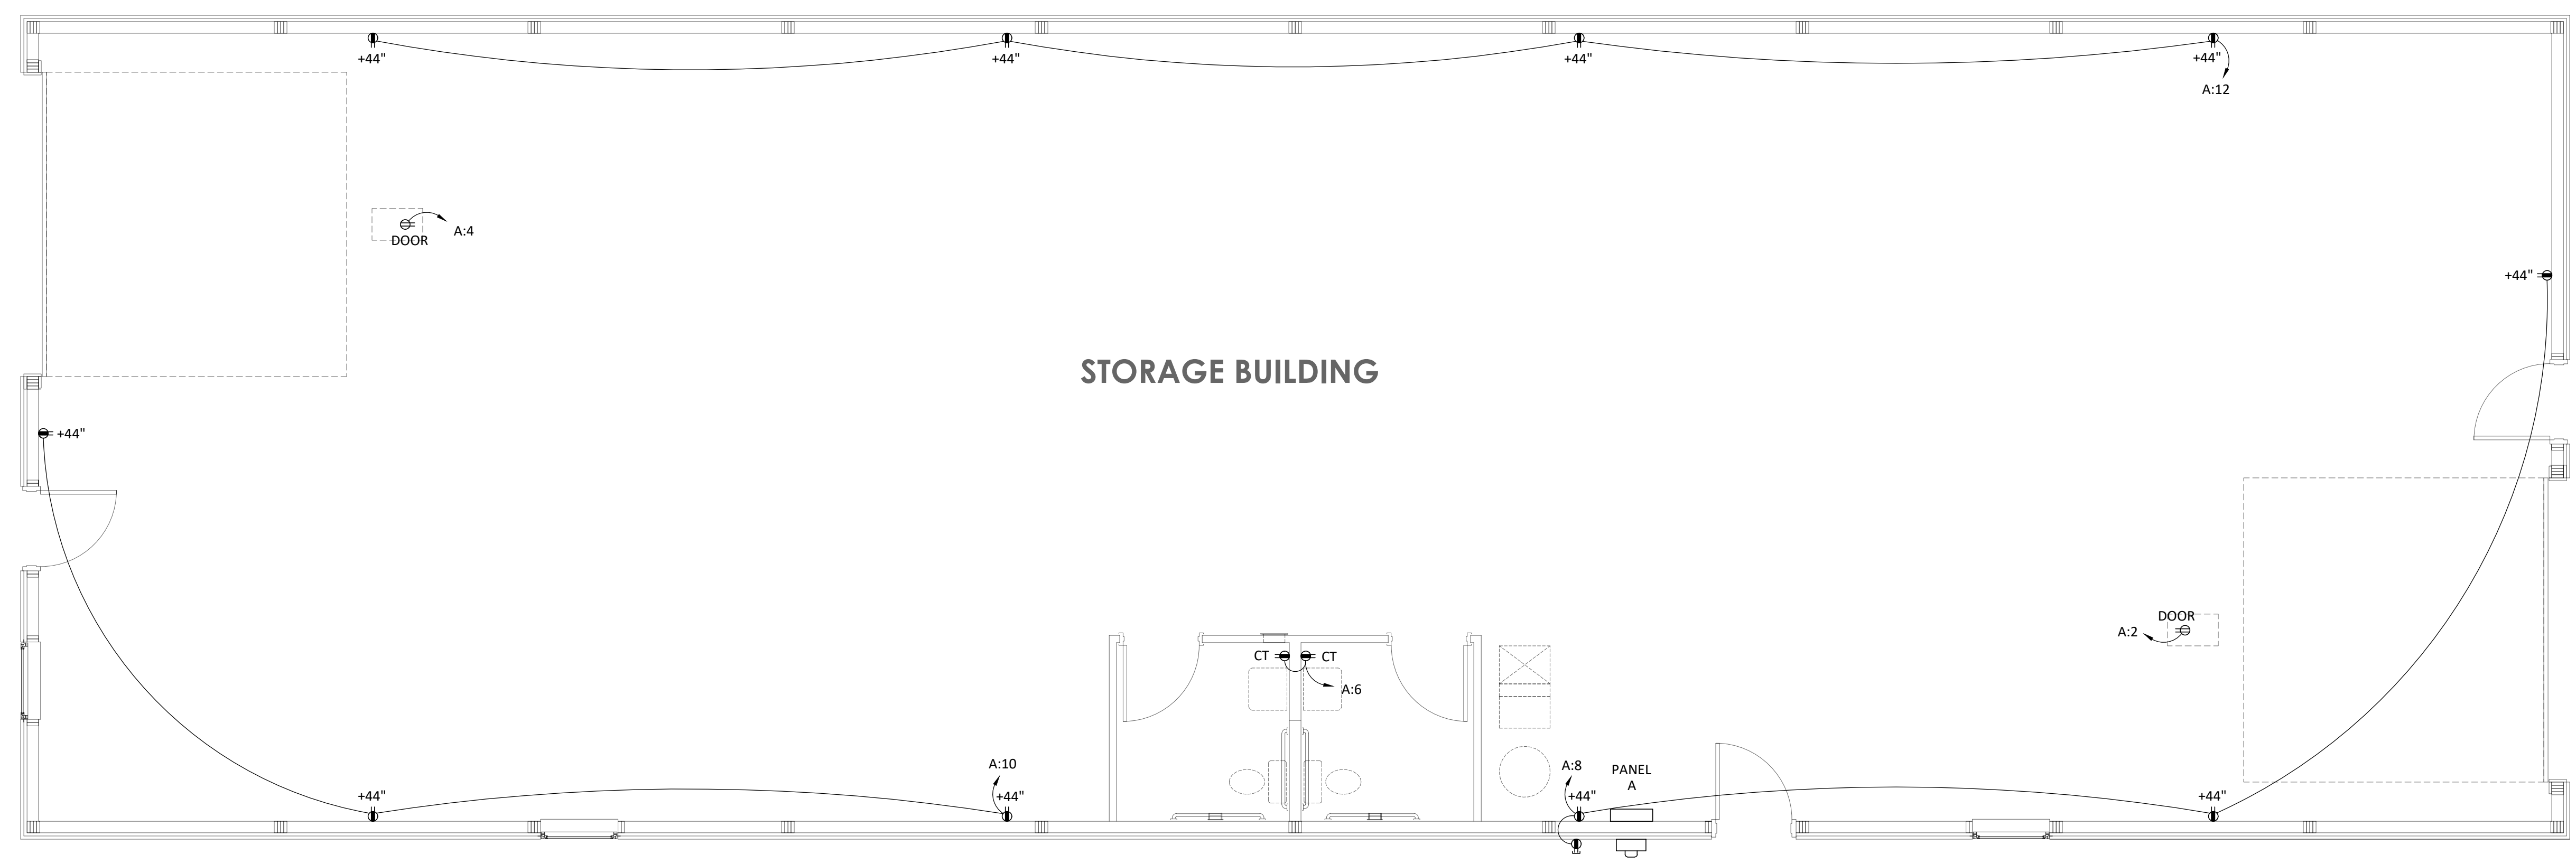 +44"
+44"
+44"
+44"
A:12
A:4
DOOR
+44"
STORAGE BUILDING
+44"
DOOR
A:2
CT
CT
A:6
A:10
A:8
PANEL
A
+44"
+44"
+44"
+44"